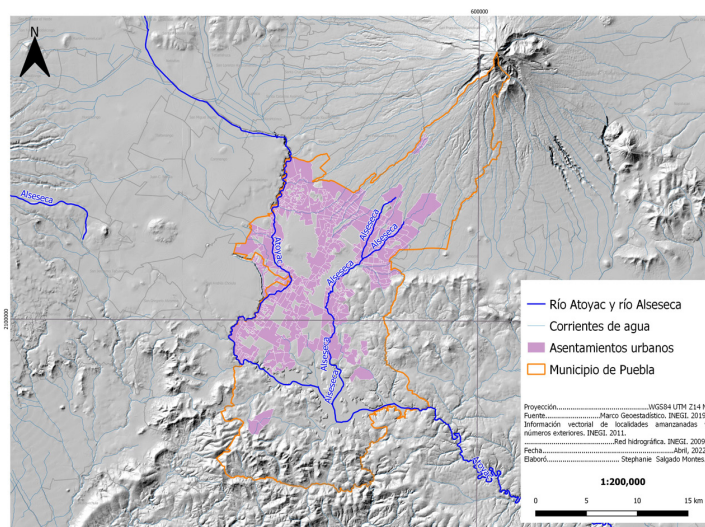 600000
N
Alseseca
Atoyac
Alseseca
Alseseca
Alseseca
2100000
Alseseca
Alseseca
Atoyac
Río Atoyac y río Alseseca
Corrientes de agua
Asentamientos urbanos
Municipio de Puebla
Proyección..............................WGS84 UTM Z14 N
Fuente..............Marco Geoestadístico. INEGI. 2019
Información vectorial de localidades amanzanadas
números exteriores. INEGI. 2011.
.......................Red hidrográfica. INEGI. 2009
Fecha.......................................Abril, 2022
Elaboró.................... Stephanie Salgado Montes
1:200,000
0 5 10 15 km